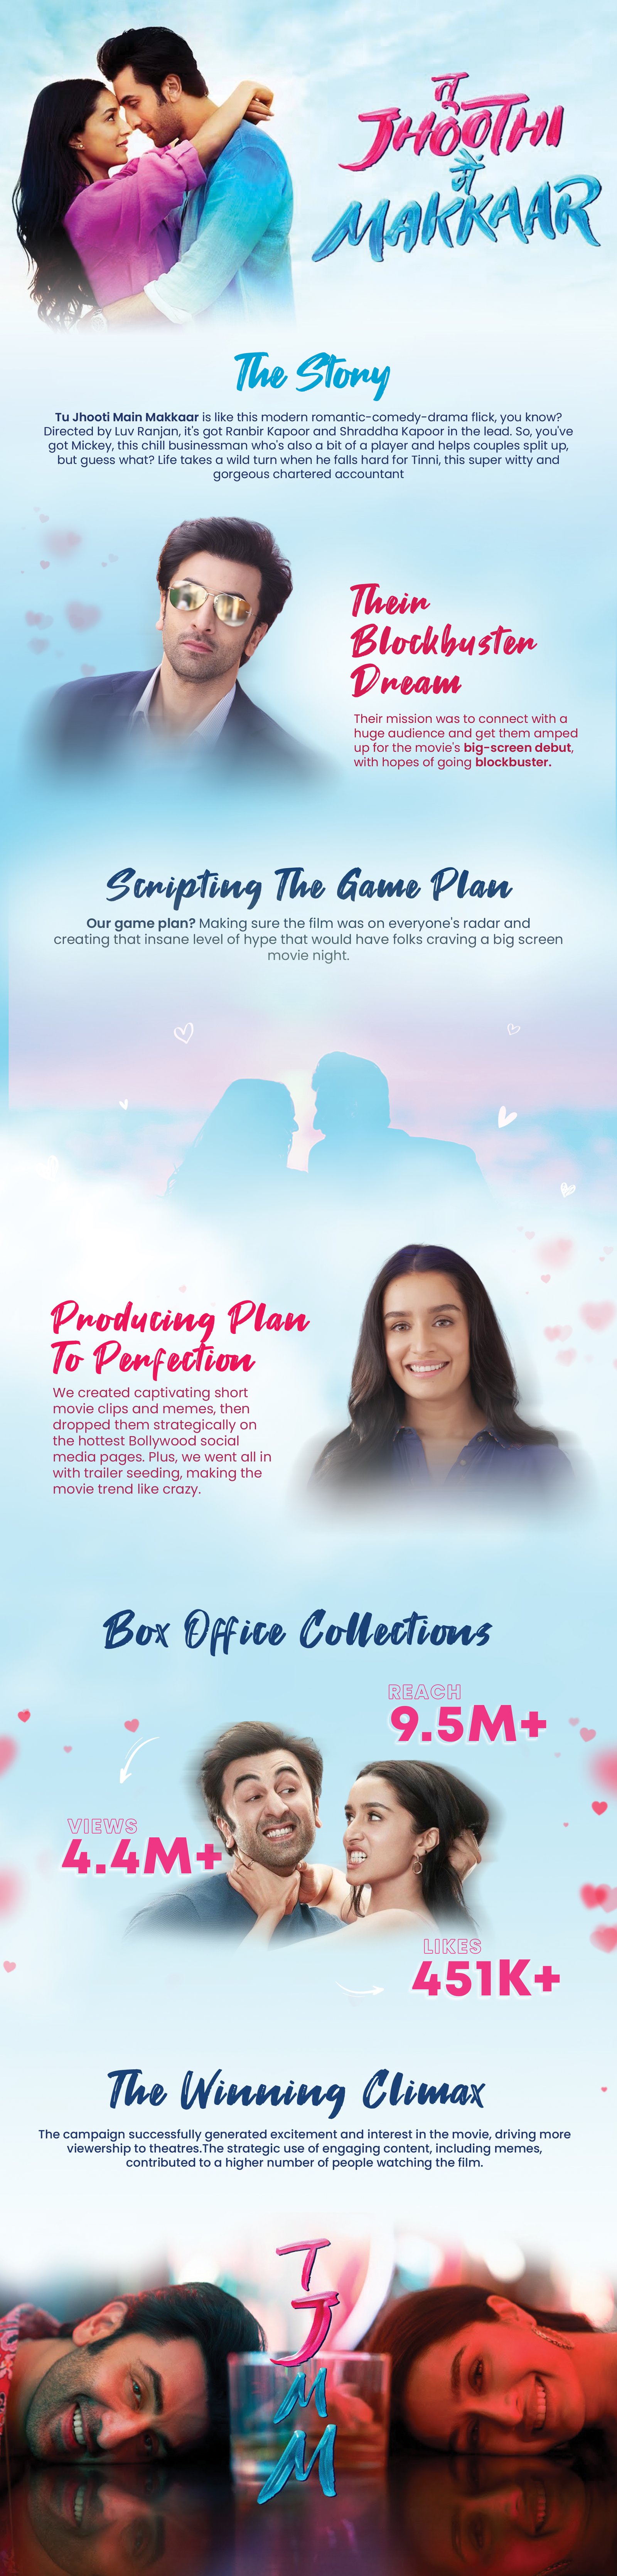 तू
JHOOTHI
मैं
MAKKAAR
The Story
Tu Jhooti Main Makkaar is like this modern romantic-comedy-drama flick, you know?
Directed by Luv Ranjan, it's got Ranbir Kapoor and Shraddha Kapoor in the lead. So, you've
got Mickey, this chill businessman who's also a bit of a player and helps couples split up,
but guess what? Life takes a wild turn when he falls hard for Tinni, this super witty and
gorgeous chartered accountant
Their
Blockbuster
Dream
Their mission was to connect with a
huge audience and get them amped
up for the movie's big-screen debut,
with hopes of going blockbuster.
Scripting The Game Plan
Our game plan? Making sure the film was on everyone's radar and
creating that insane level of hype that would have folks craving a big screen
movie night.
Producing Plan
To Perfection
We created captivating short
movie clips and memes, then
dropped them strategically on
the hottest Bollywood social
media pages. Plus, we went all in
with trailer seeding, making the
movie trend like crazy.
Box Office Collections
REACH
9.5M+
VIEWS
4.4M+
LIKES
451K+
The Winning Climax
The campaign successfully generated excitement and interest in the movie, driving more
viewership to theatres.The strategic use of engaging content, including memes,
contributed to a higher number of people watching the film.
T
J
M
M